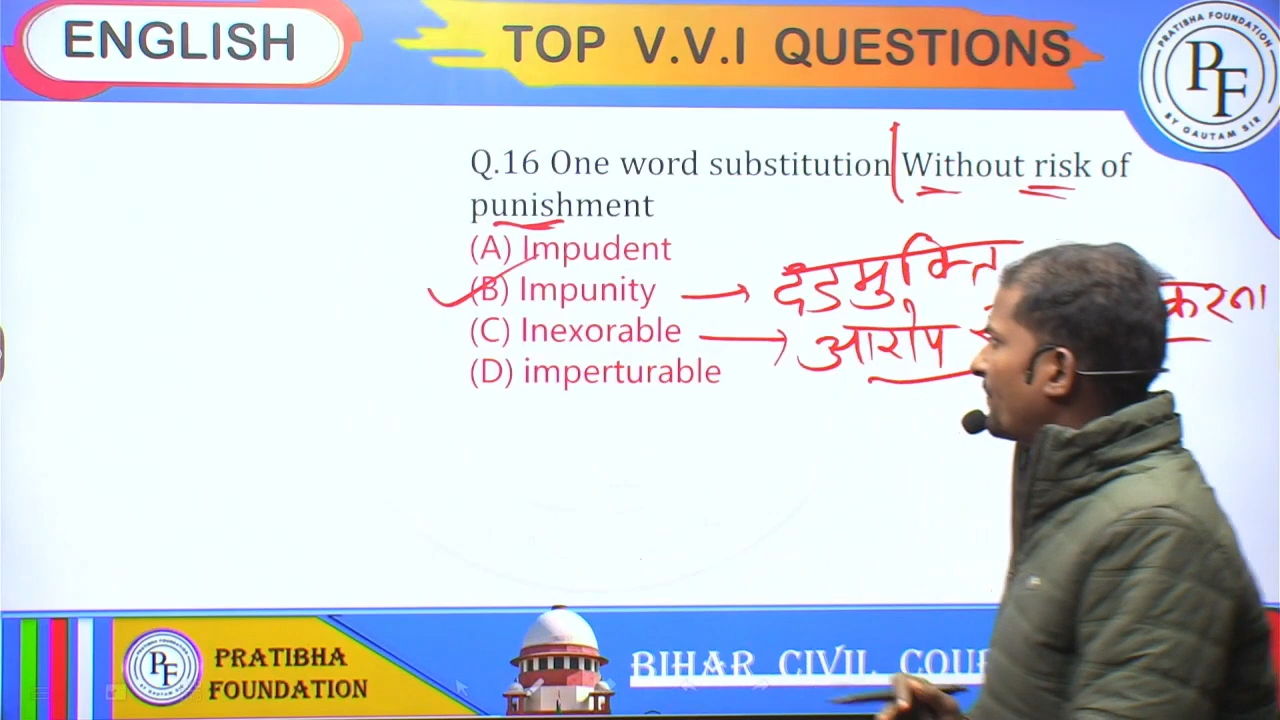 ENGLISH
TOP V.V.I QUESTIONS
PRATIBHA FOUNDATION
PF
BY GAUTAM SIR
Q.16 One word substitution Without risk of
punishment
(A) Impudent
(B) Impunity → दंडमुक्ति
(C) Inexorable → आरोप करना
(D) imperturable
PF
PRATIBHA
FOUNDATION
BIHAR CIVIL COU